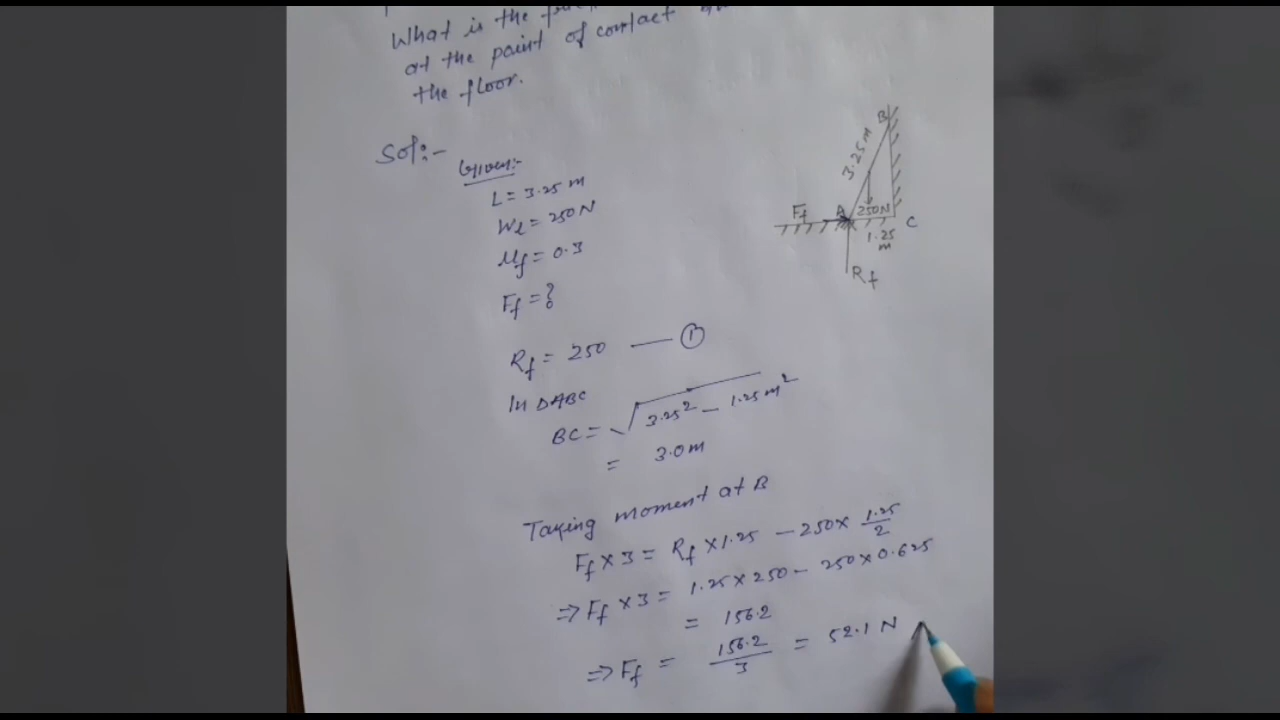 What is the
at the point of contact
the floor.
Sol:-
Given:-
L = 3.25 m
Wl = 250 N
μf = 0.3
Ff = ?
Rf = 250 — ①
In ΔABC
BC = √3.25² - 1.25 m²
= 3.0m
Taking moment at B
Ff × 3 = Rf × 1.25 - 250 × 1.25/2
⇒ Ff × 3 = 1.25 × 250 - 250 × 0.625
= 156.2
⇒ Ff = 156.2/3 = 52.1 N
B
3.25 m
Ff
A
250N
C
1.25
m
Rf